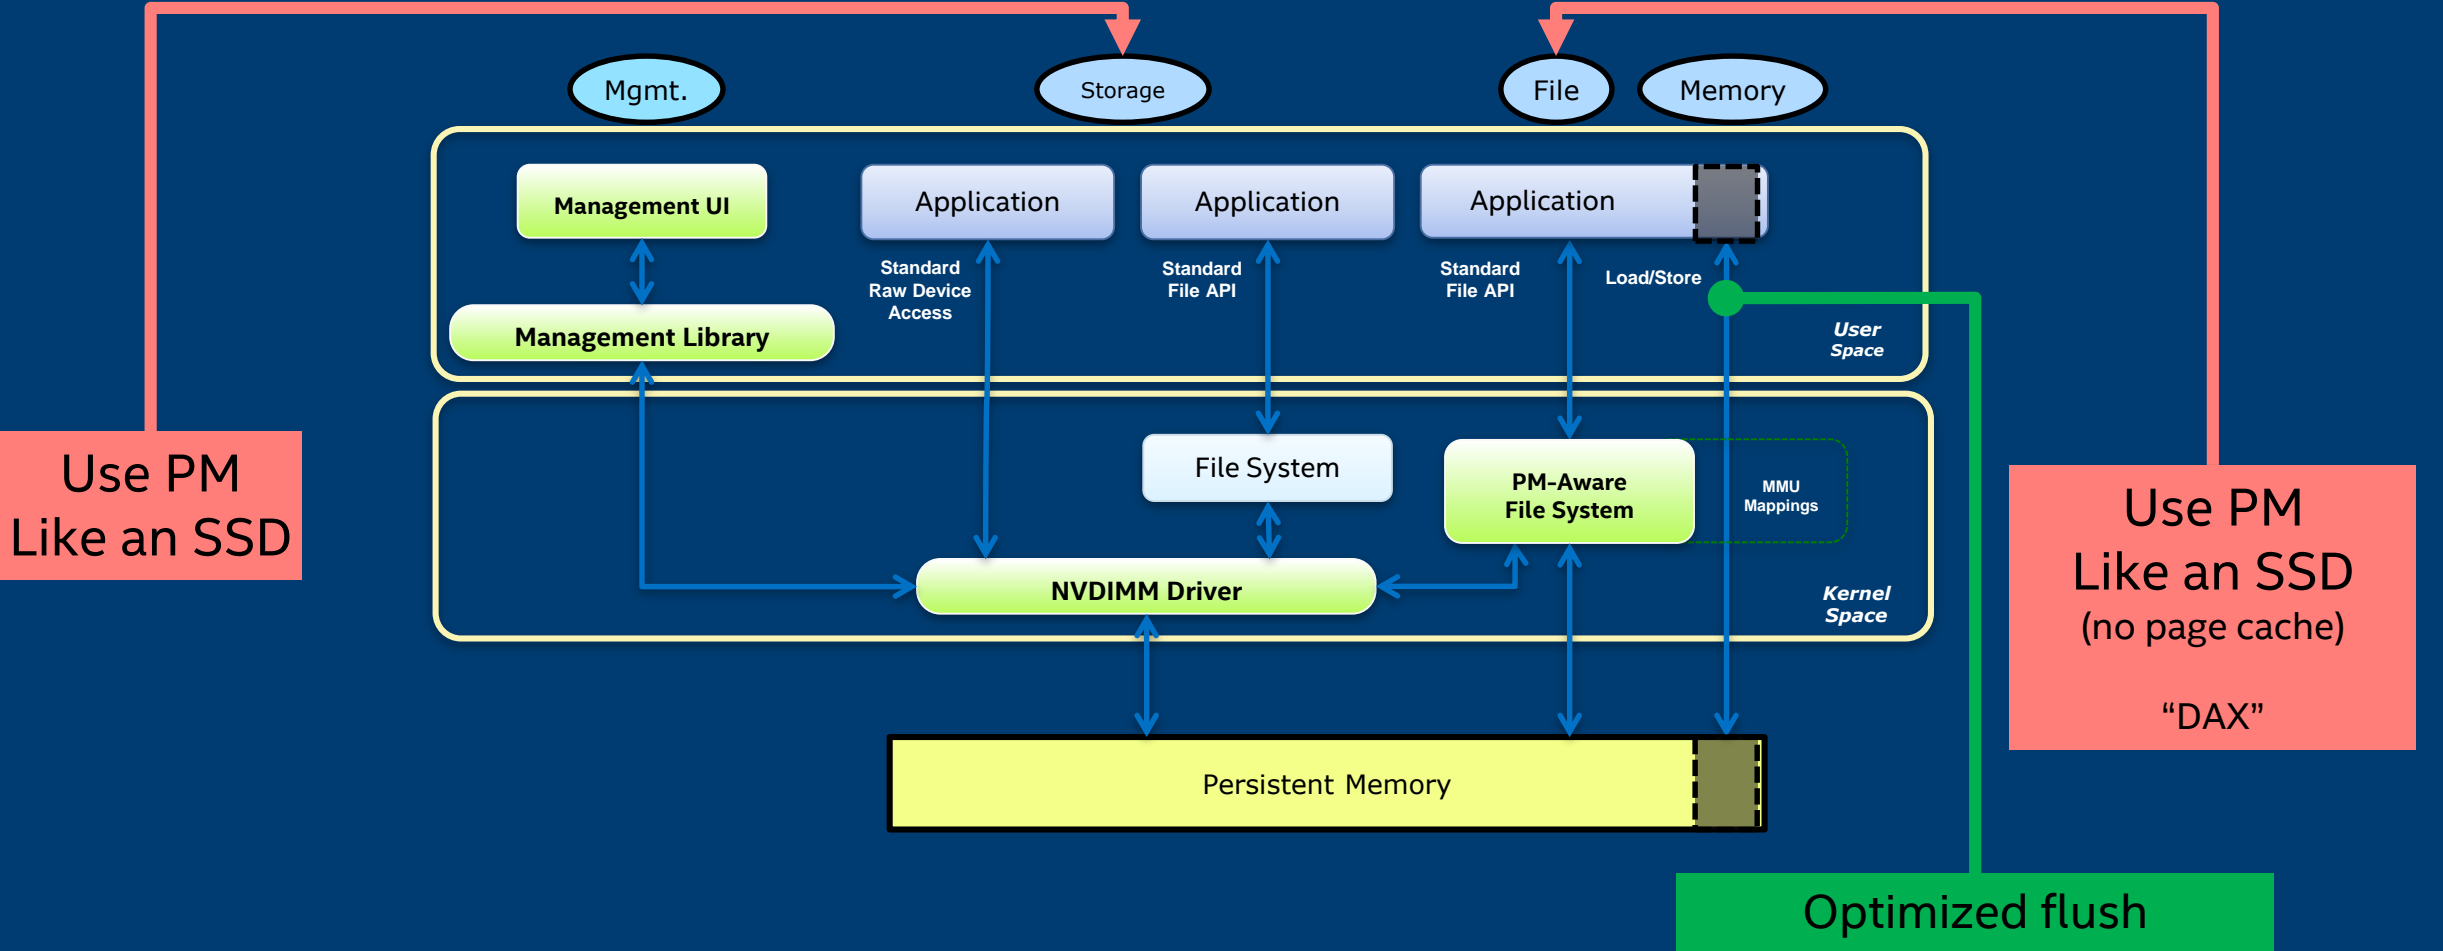 Mgmt.
Storage
File
Memory
Management UI
Application
Application
Application
Standard
Raw Device
Access
Standard
File API
Standard
File API
Load/Store
Management Library
User
Space
Use PM
Like an SSD
File System
PM-Aware
File System
MMU
Mappings
NVDIMM Driver
Kernel
Space
Use PM
Like an SSD
(no page cache)
“DAX”
Persistent Memory
Optimized flush